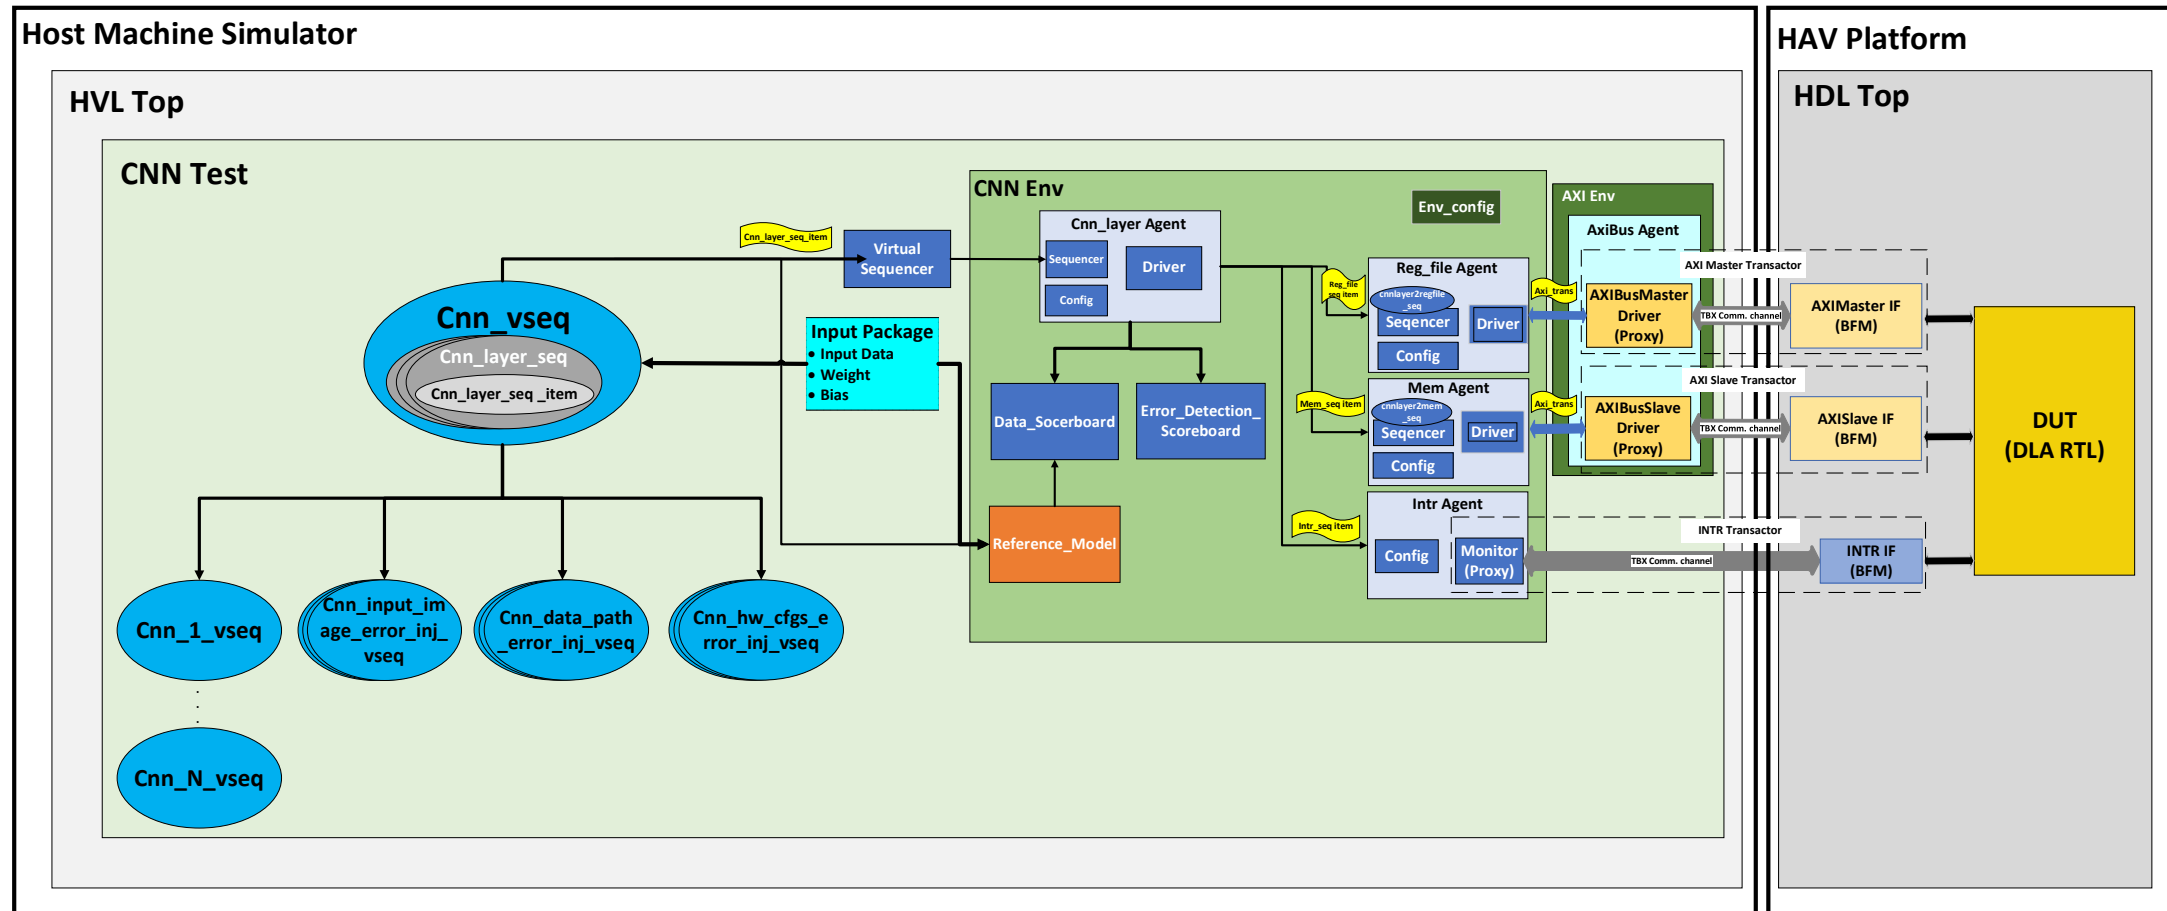 Host Machine Simulator
HVL Top
CNN Test
Cnn_layer_seq_item
Virtual
Sequencer
Cnn_vseq
Cnn_layer_seq
Cnn_layer_seq _item
Input Package
• Input Data
• Weight
• Bias
Cnn_1_vseq
Cnn_input_im
age_error_inj_
vseq
Cnn_data_path
_error_inj_vseq
Cnn_hw_cfgs_e
rror_inj_vseq
Cnn_N_vseq
CNN Env
Env_config
Cnn_layer Agent
Sequencer
Config
Driver
Data_Socerboard
Error_Detection_
Scoreboard
Reference_Model
Reg_file
seq item
Reg_file Agent
cnnlayer2regfile
_seq
Seqencer
Config
Driver
Mem_seq item
Mem Agent
cnnlayer2mem
_seq
Seqencer
Config
Driver
Intr_seq item
Intr Agent
Config
Monitor
(Proxy)
AXI Env
AxiBus Agent
Axi_trans
AXIBusMaster
Driver
(Proxy)
Axi_trans
AXIBusSlave
Driver
(Proxy)
AXI Master Transactor
TBX Comm. channel
AXI Slave Transactor
TBX Comm. channel
INTR Transactor
TBX Comm. channel
HAV Platform
HDL Top
AXIMaster IF
(BFM)
AXISlave IF
(BFM)
INTR IF
(BFM)
DUT
(DLA RTL)